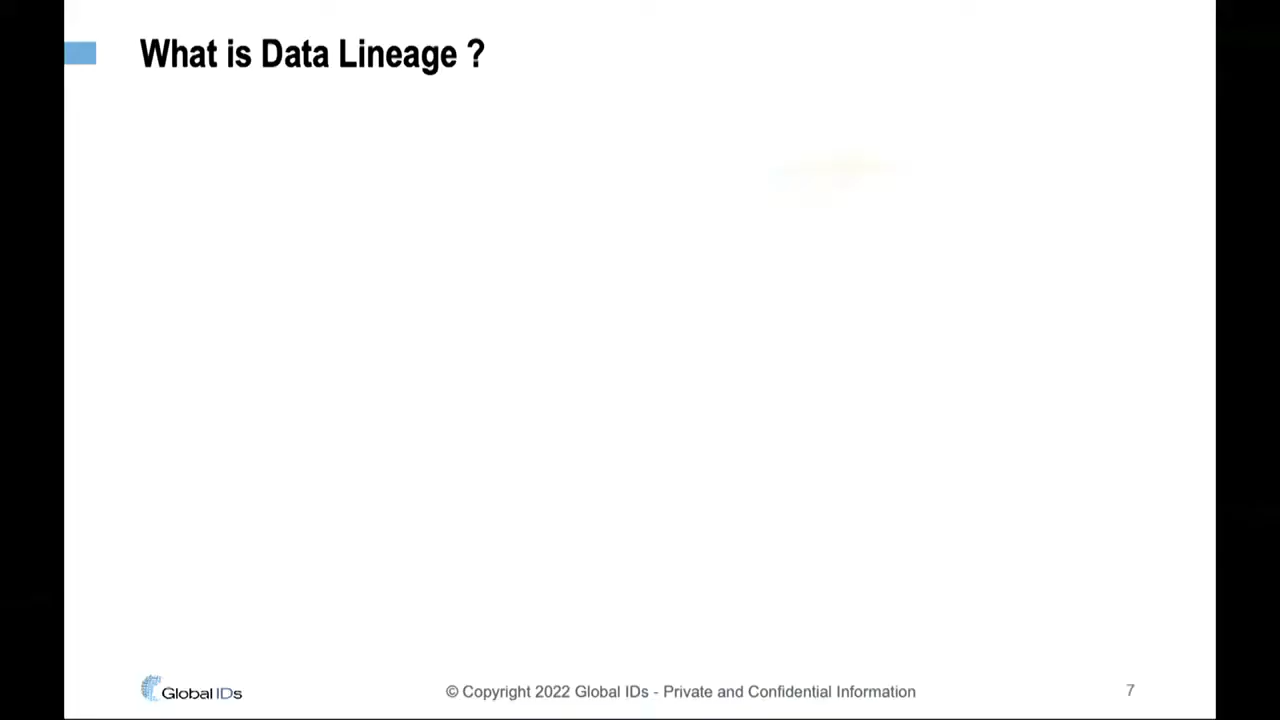 What is Data Lineage ?
Global IDs
© Copyright 2022 Global IDs - Private and Confidential Information
7